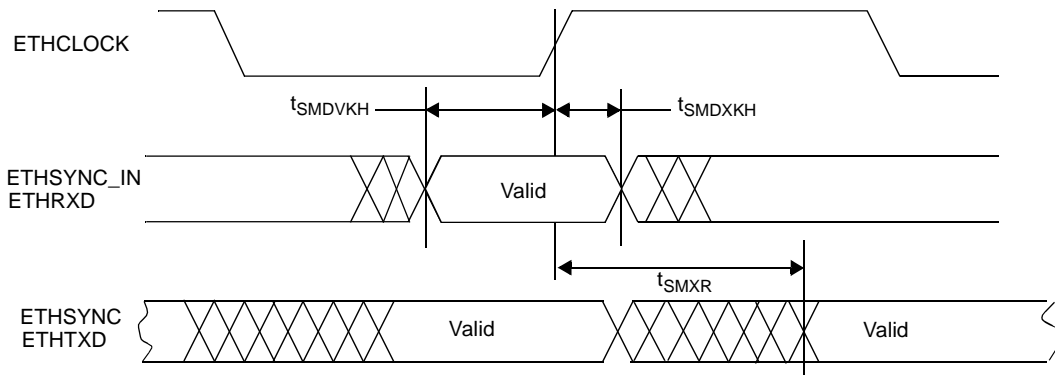 ETHCLOCK
tSMDVKH
tSMDXKH
ETHSYNC_IN
ETHRXD
Valid
tSMXR
ETHSYNC
ETHTXD
Valid
Valid